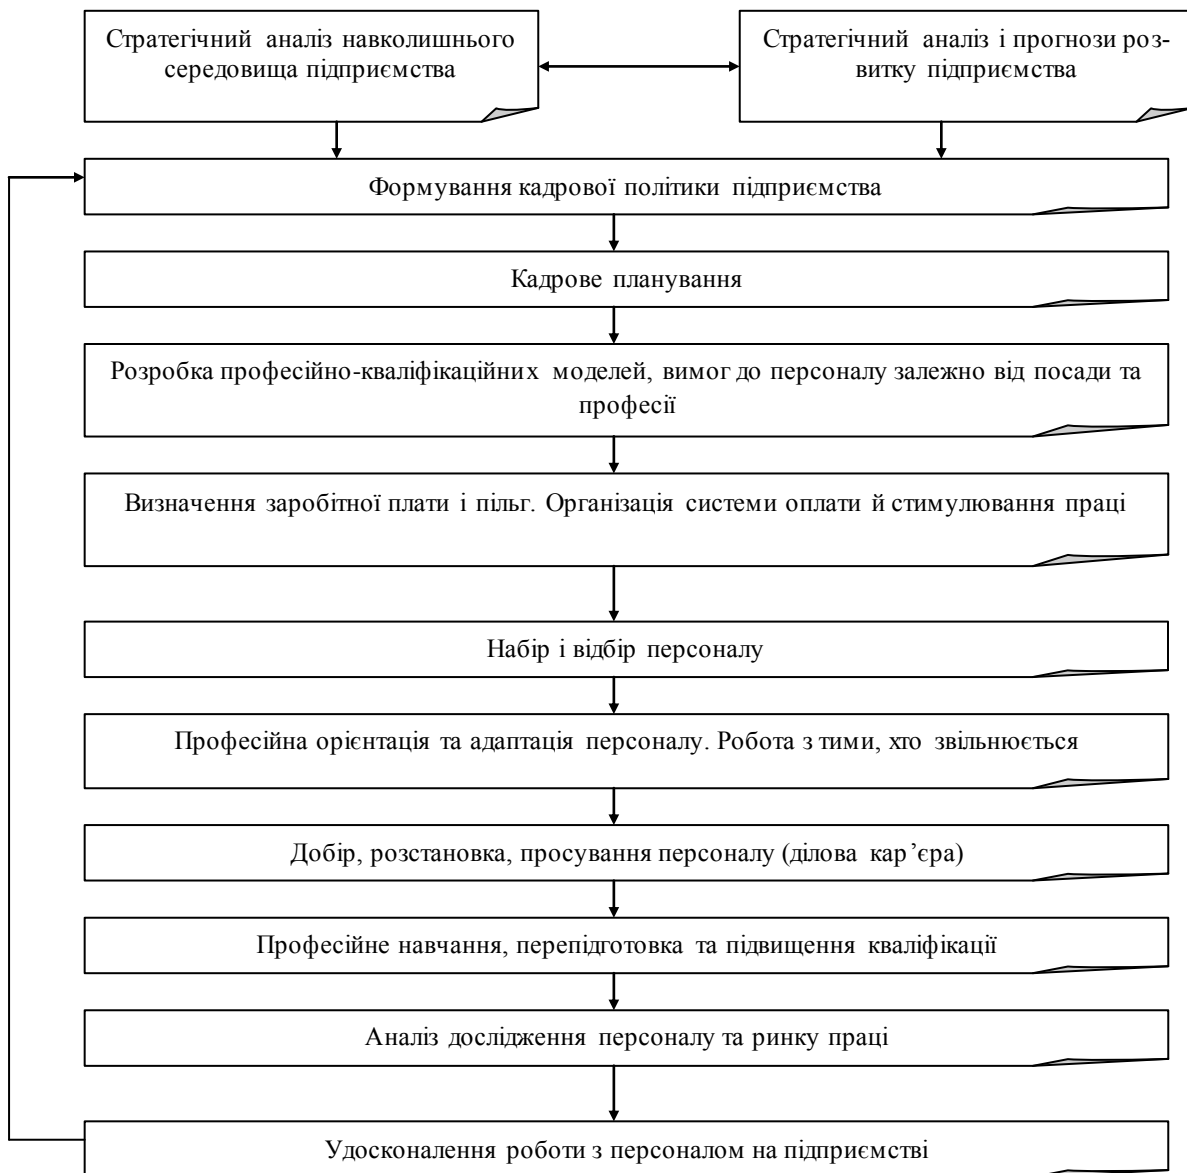 Стратегічний аналіз навколишнього
середовища підприємства
Стратегічний аналіз і прогнози роз-
витку підприємства
Формування кадрової політики підприємства
Кадрове планування
Розробка професійно-кваліфікаційних моделей, вимог до персоналу залежно від посади та
професії
Визначення заробітної плати і пільг. Організація системи оплати й стимулювання праці
Набір і відбір персоналу
Професійна орієнтація та адаптація персоналу. Робота з тими, хто звільнюється
Добір, розстановка, просування персоналу (ділова кар’єра)
Професійне навчання, перепідготовка та підвищення кваліфікації
Аналіз дослідження персоналу та ринку праці
Удосконалення роботи з персоналом на підприємстві